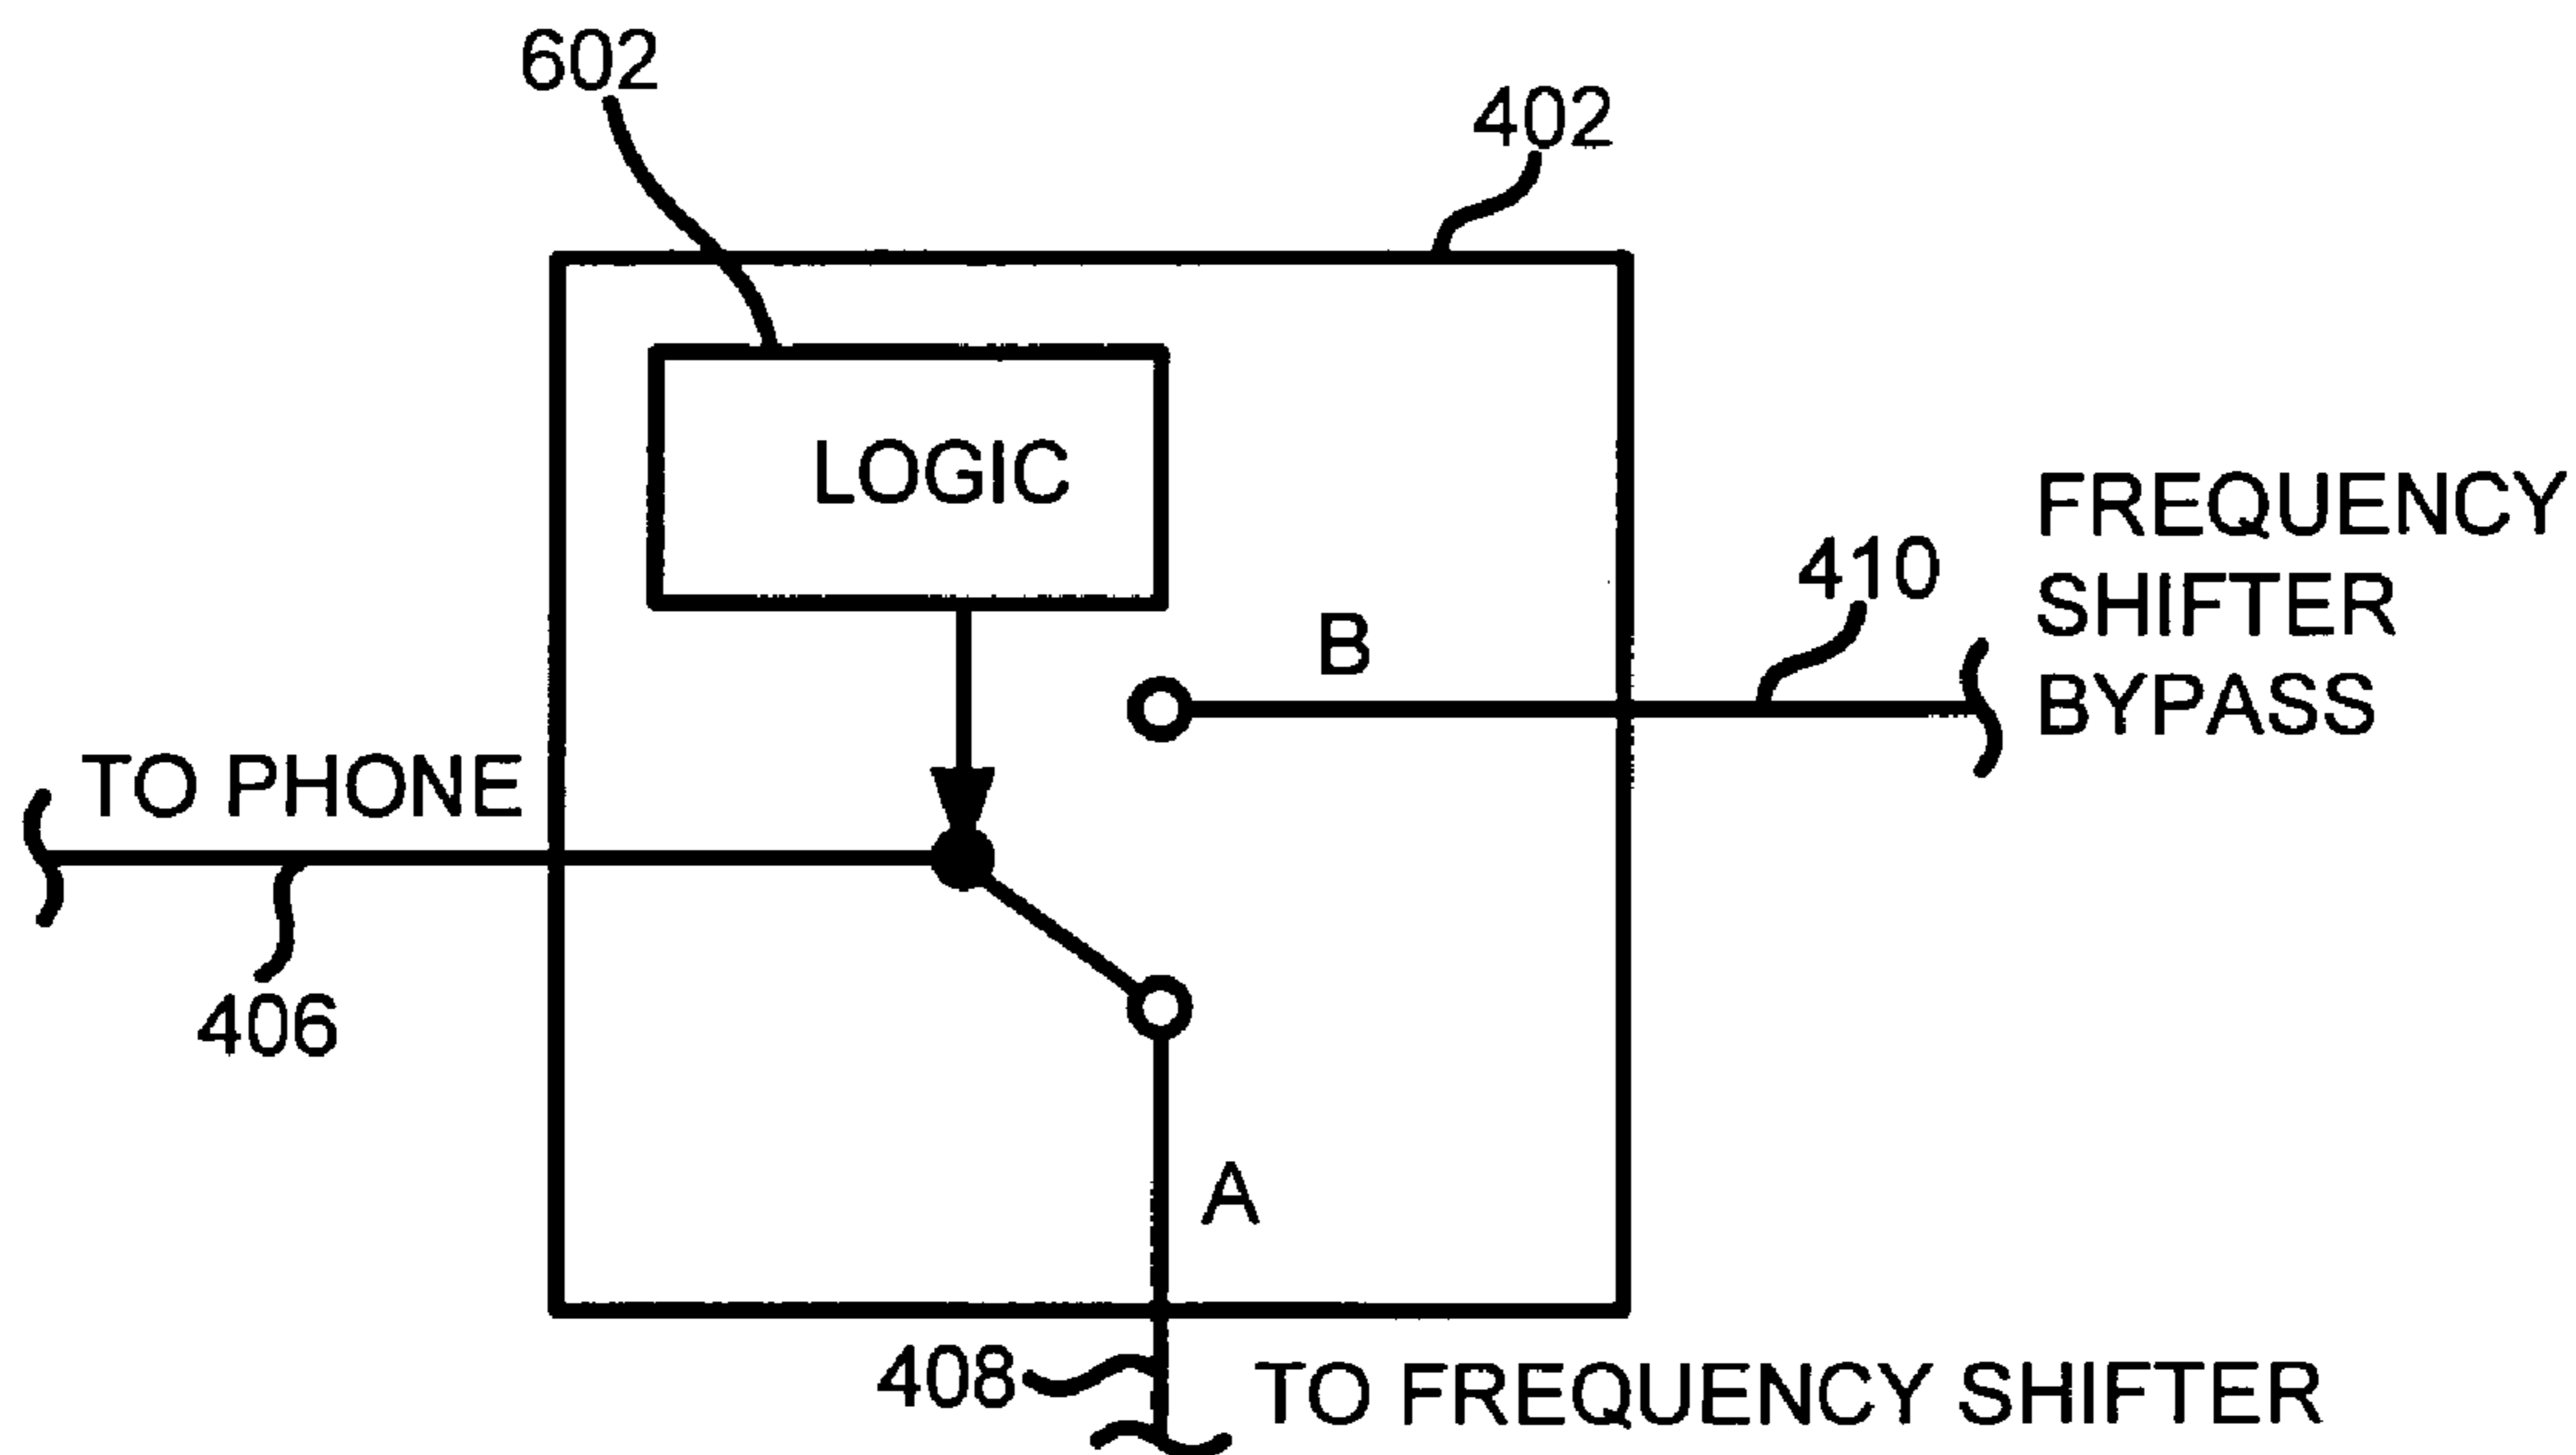 602
402
LOGIC
FREQUENCY
SHIFTER
BYPASS
410
B
TO PHONE
406
A
408
TO FREQUENCY SHIFTER